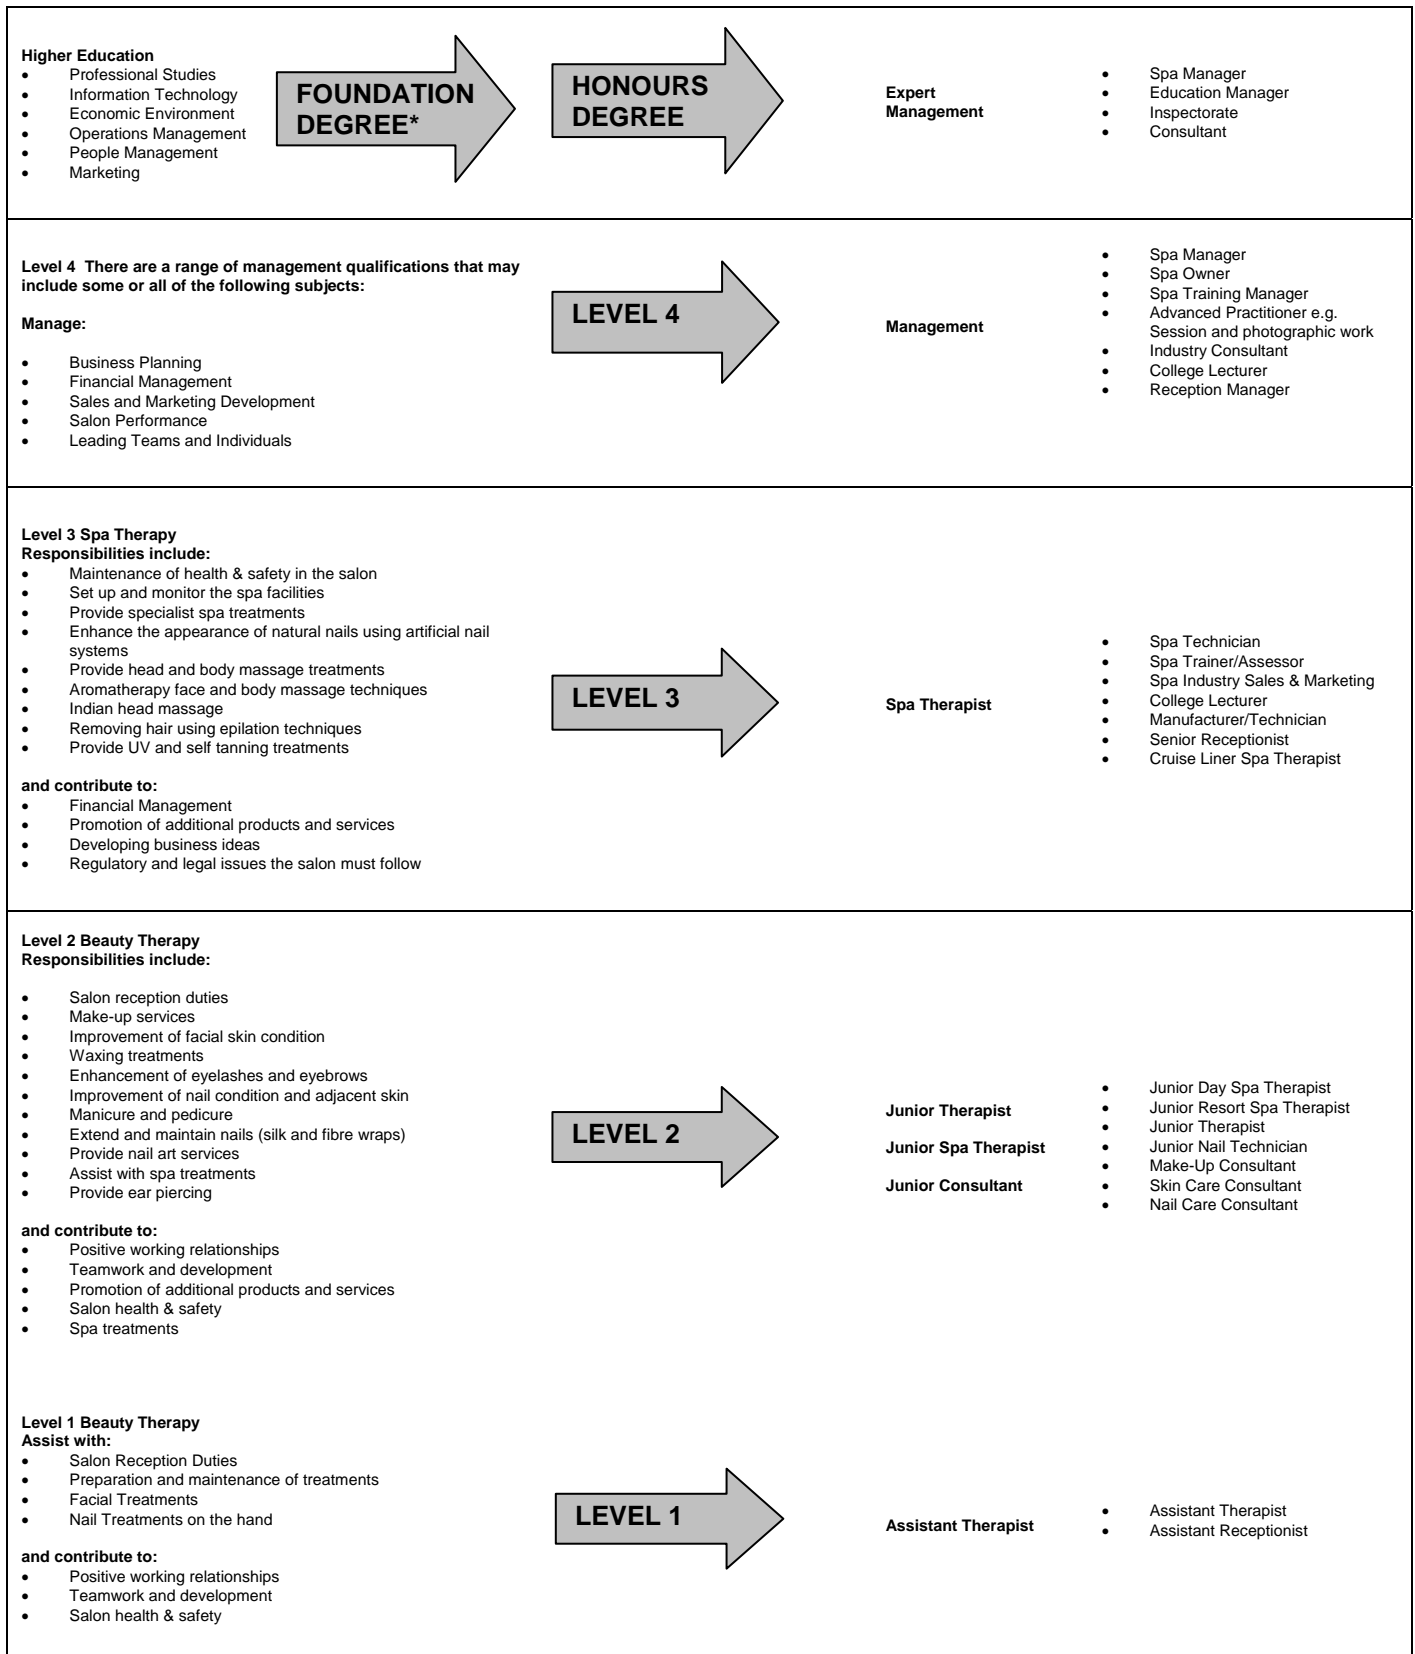 Higher Education
• Professional Studies
• Information Technology
• Economic Environment
• Operations Management
• People Management
• Marketing
FOUNDATION
DEGREE*
HONOURS
DEGREE
Expert
Management
• Spa Manager
• Education Manager
• Inspectorate
• Consultant
Level 4 There are a range of management qualifications that may
include some or all of the following subjects:
Manage:
• Business Planning
• Financial Management
• Sales and Marketing Development
• Salon Performance
• Leading Teams and Individuals
LEVEL 4
Management
• Spa Manager
• Spa Owner
• Spa Training Manager
• Advanced Practitioner e.g.
Session and photographic work
• Industry Consultant
• College Lecturer
• Reception Manager
Level 3 Spa Therapy
Responsibilities include:
• Maintenance of health & safety in the salon
• Set up and monitor the spa facilities
• Provide specialist spa treatments
• Enhance the appearance of natural nails using artificial nail
systems
• Provide head and body massage treatments
• Aromatherapy face and body massage techniques
• Indian head massage
• Removing hair using epilation techniques
• Provide UV and self tanning treatments
and contribute to:
• Financial Management
• Promotion of additional products and services
• Developing business ideas
• Regulatory and legal issues the salon must follow
LEVEL 3
Spa Therapist
• Spa Technician
• Spa Trainer/Assessor
• Spa Industry Sales & Marketing
• College Lecturer
• Manufacturer/Technician
• Senior Receptionist
• Cruise Liner Spa Therapist
Level 2 Beauty Therapy
Responsibilities include:
• Salon reception duties
• Make-up services
• Improvement of facial skin condition
• Waxing treatments
• Enhancement of eyelashes and eyebrows
• Improvement of nail condition and adjacent skin
• Manicure and pedicure
• Extend and maintain nails (silk and fibre wraps)
• Provide nail art services
• Assist with spa treatments
• Provide ear piercing
and contribute to:
• Positive working relationships
• Teamwork and development
• Promotion of additional products and services
• Salon health & safety
• Spa treatments
LEVEL 2
Junior Therapist
Junior Spa Therapist
Junior Consultant
• Junior Day Spa Therapist
• Junior Resort Spa Therapist
• Junior Therapist
• Junior Nail Technician
• Make-Up Consultant
• Skin Care Consultant
• Nail Care Consultant
Level 1 Beauty Therapy
Assist with:
• Salon Reception Duties
• Preparation and maintenance of treatments
• Facial Treatments
• Nail Treatments on the hand
and contribute to:
• Positive working relationships
• Teamwork and development
• Salon health & safety
LEVEL 1
Assistant Therapist
• Assistant Therapist
• Assistant Receptionist